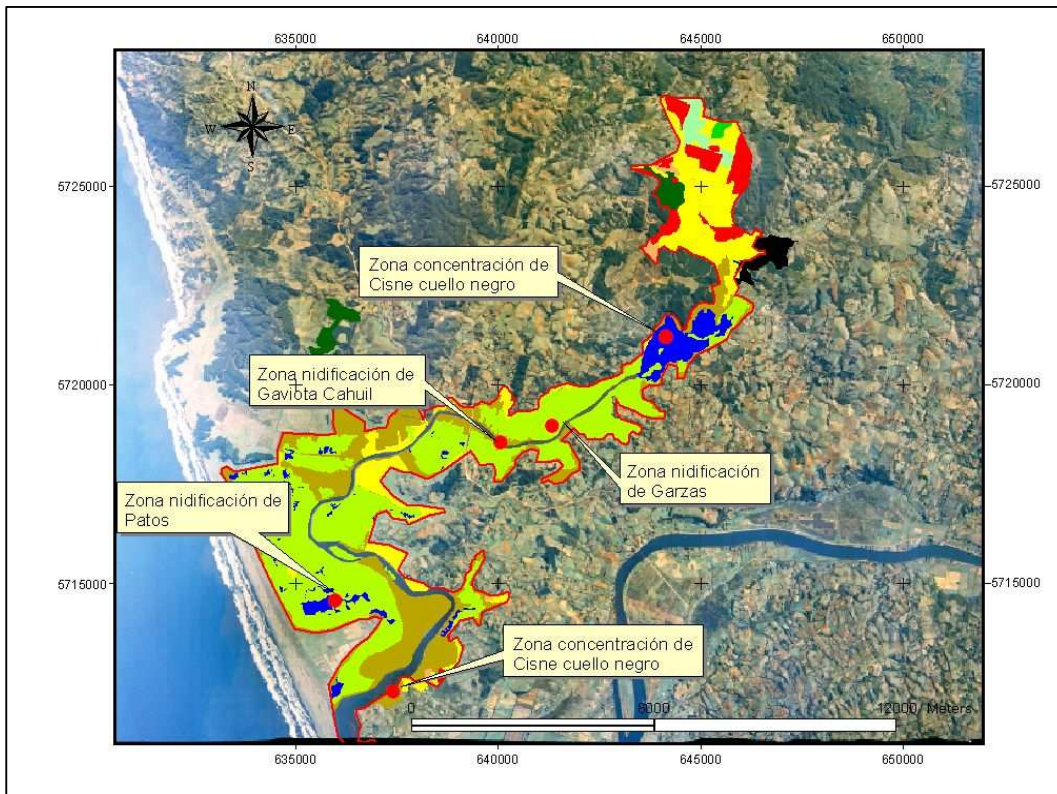 635000 640000 645000 650000
N
W E
S
5725000 5725000
Zona concentración de
Cisne cuello negro
5720000 5720000
Zona nidificación de
Gaviota Cahuil
Zona nidificación
de Garzas
Zona nidificación de
Patos
5715000 5715000
Zona concentración de
Cisne cuello negro
0 6000 12000 Meters
635000 640000 645000 650000